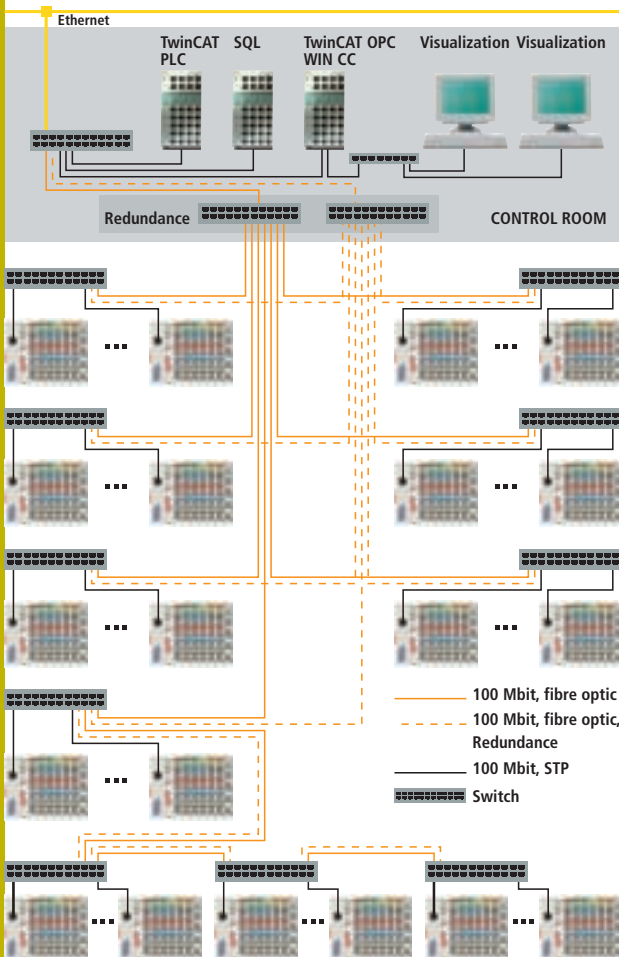 Ethernet
TwinCAT PLC
SQL
TwinCAT OPC WIN CC
Visualization
Visualization
Redundance
CONTROL ROOM
100 Mbit, fibre optic
100 Mbit, fibre optic,
Redundance
100 Mbit, STP
Switch